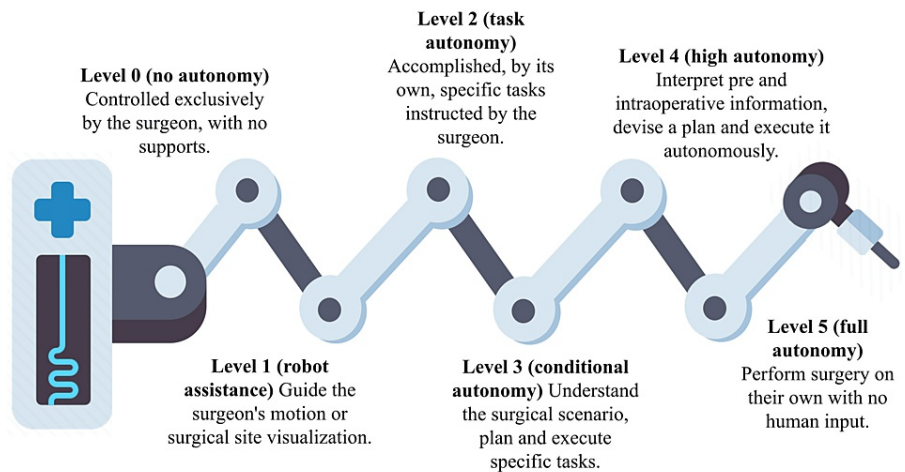 Level 0 (no autonomy)
Controlled exclusively
by the surgeon, with no
supports.
Level 1 (robot
assistance) Guide the
surgeon's motion or
surgical site visualization.
Level 2 (task
autonomy)
Accomplished, by its
own, specific tasks
instructed by the
surgeon.
Level 3 (conditional
autonomy) Understand
the surgical scenario,
plan and execute
specific tasks.
Level 4 (high autonomy)
Interpret pre and
intraoperative information,
devise a plan and execute it
autonomously.
Level 5 (full
autonomy)
Perform surgery on
their own with no
human input.